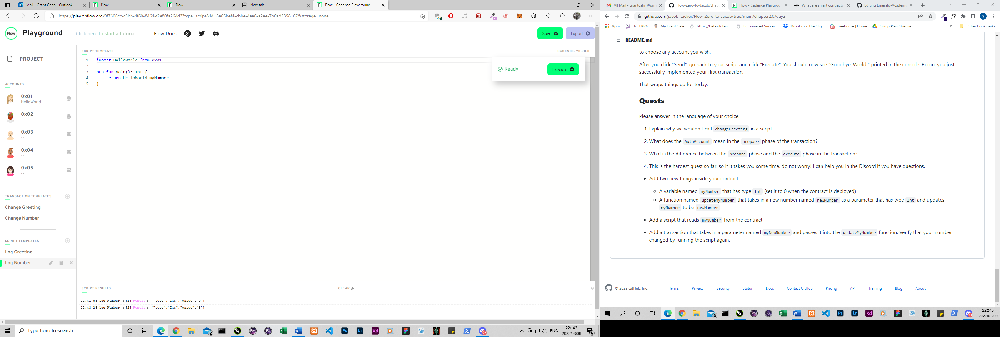 Mail - Grant Cahn - Outlook
Flow -
Flow -
New tab
Flow - Cadence Playground
https://play.onflow.org/9f7606cc-c3bb-4f60-8464-f2e80fa264d3?type=script&id=8a65bef4-cbbe-4ae6-a2ee-7b0ad2358167&storage=none
27
Flow
Playground
Click here to start a tutorial
Flow Docs
Save
Export
PROJECT
ACCOUNTS
0x01
HelloWorld
0x02
--
0x03
--
0x04
--
0x05
--
TRANSACTION TEMPLATES
Change Greeting
Change Number
SCRIPT TEMPLATES
Log Greeting
Log Number
SCRIPT TEMPLATE
CADENCE: V0.20.0
1 import HelloWorld from 0x01
2
3 pub fun main(): Int {
4 return HelloWorld.myNumber
5 }
Ready
Execute
SCRIPT RESULTS
CLEAR
22:41:58 Log Number > [1] Result > {"type":"Int","value":"0"}
22:43:25 Log Number > [2] Result > {"type":"Int","value":"5"}
Type here to search
ENG
22:43
2022/03/09
6
All Mail - grantcahn@gm
Flow-Zero-to-Jacob/chap
Flow - Cadence Playgroun
What are smart contracts
Editing Emerald-Academy
github.com/jacob-tucker/Flow-Zero-to-Jacob/tree/main/chapter2.0/day2
Apps
doTERRA
My Event Cafe
https://beta-doterr...
Empowered Succes...
Dropbox - The Slig...
Treehouse | Home
Comp Plan Overvie...
»
Other bookmarks
README.md
to choose any account you wish.
After you click "Send", go back to your Script and click "Execute". You should now see "Goodbye, World!" printed in the console. Boom, you just
successfully implemented your first transaction.
That wraps things up for today.
Quests
Please answer in the language of your choice.
1. Explain why we wouldn't call changeGreeting in a script.
2. What does the AuthAccount mean in the prepare phase of the transaction?
3. What is the difference between the prepare phase and the execute phase in the transaction?
4. This is the hardest quest so far, so if it takes you some time, do not worry! I can help you in the Discord if you have questions.
• Add two new things inside your contract:
○ A variable named myNumber that has type Int (set it to 0 when the contract is deployed)
○ A function named updateMyNumber that takes in a new number named newNumber as a parameter that has type Int and updates
myNumber to be newNumber
• Add a script that reads myNumber from the contract
• Add a transaction that takes in a parameter named myNewNumber and passes it into the updateMyNumber function. Verify that your number
changed by running the script again.
© 2022 GitHub, Inc.
Terms
Privacy
Security
Status
Docs
Contact GitHub
Pricing
API
Training
Blog
About
22:43
2022/03/09